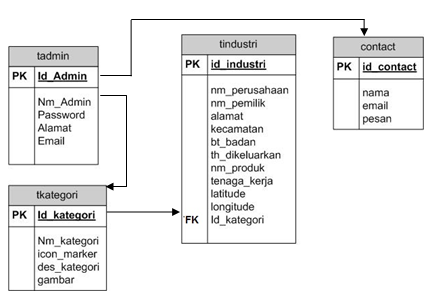 tadmin
PK Id_Admin
Nm_Admin
Password
Alamat
Email
tkategori
PK Id_kategori
Nm_kategori
icon_marker
des_kategori
gambar
tindustri
PK id_industri
nm_perusahaan
nm_pemilik
alamat
kecamatan
bt_badan
th_dikeluarkan
nm_produk
tenaga_kerja
latitude
longitude
FK Id_kategori
contact
PK id_contact
nama
email
pesan